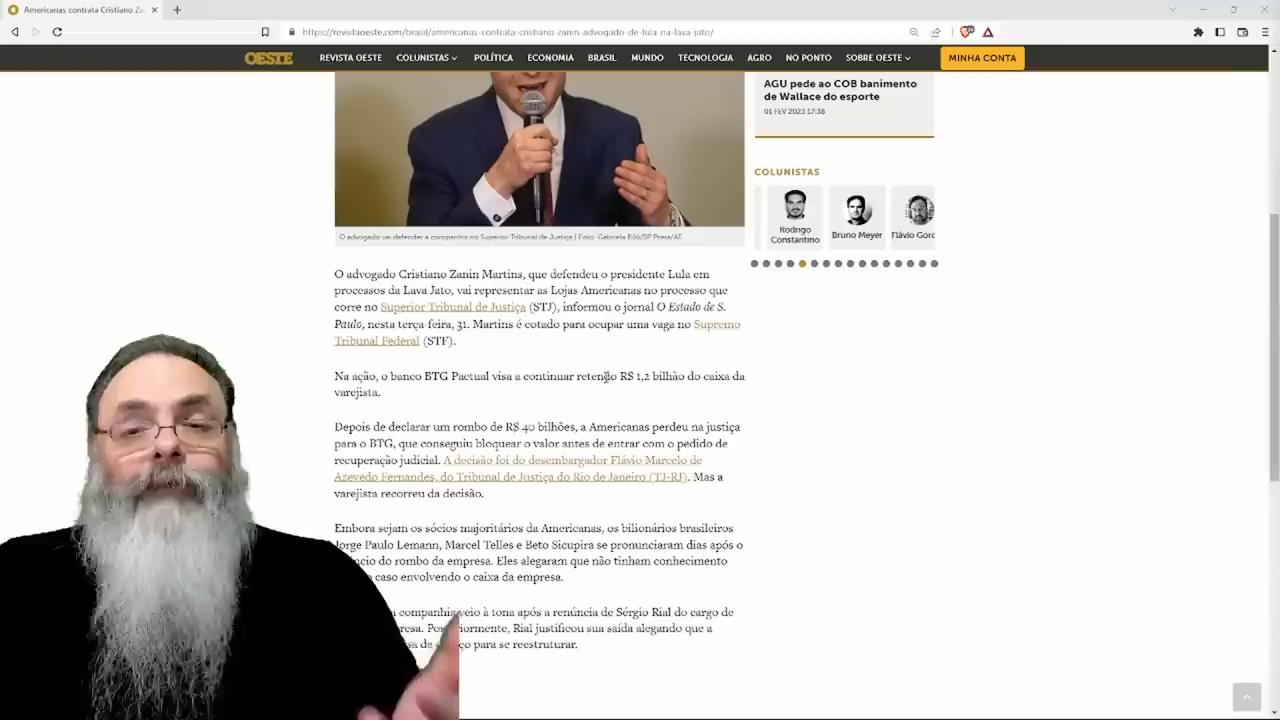 Americanas contrata Cristiano Za
https://revistaoeste.com/brasil/americanas-contrata-cristiano-zanin-advogado-de-lula-na-lava-jato/
OESTE
REVISTA OESTE
COLUNISTAS
POLÍTICA
ECONOMIA
BRASIL
MUNDO
TECNOLOGIA
AGRO
NO PONTO
SOBRE OESTE
MINHA CONTA
AGU pede ao COB banimento
de Wallace do esporte
01 FEV 2023 17:38
COLUNISTAS
Rodrigo
Constantino
Bruno Meyer
Flávio Gord
O advogado vai defender a companhia no Superior Tribunal de Justiça | Foto: Gabriela Biló/SP Press/AE
O advogado Cristiano Zanin Martins, que defendeu o presidente Lula em
processos da Lava Jato, vai representar as Lojas Americanas no processo que
corre no Superior Tribunal de Justiça (STJ), informou o jornal O Estado de S.
Paulo, nesta terça-feira, 31. Martins é cotado para ocupar uma vaga no Supremo
Tribunal Federal (STF).
Na ação, o banco BTG Pactual visa a continuar retendo R$ 1,2 bilhão do caixa da
varejista.
Depois de declarar um rombo de R$ 40 bilhões, a Americanas perdeu na justiça
para o BTG, que conseguiu bloquear o valor antes de entrar com o pedido de
recuperação judicial. A decisão foi do desembargador Flávio Marcelo de
Azevedo Fernandes, do Tribunal de Justiça do Rio de Janeiro (TJ-RJ). Mas a
varejista recorreu da decisão.
Embora sejam os sócios majoritários da Americanas, os bilionários brasileiros
Jorge Paulo Lemann, Marcel Telles e Beto Sicupira se pronunciaram dias após o
do rombo da empresa. Eles alegaram que não tinham conhecimento
caso envolvendo o caixa da empresa.
a companhia veio à tona após a renúncia de Sérgio Rial do cargo de
Rial justificou sua saída alegando que a
para se reestruturar.